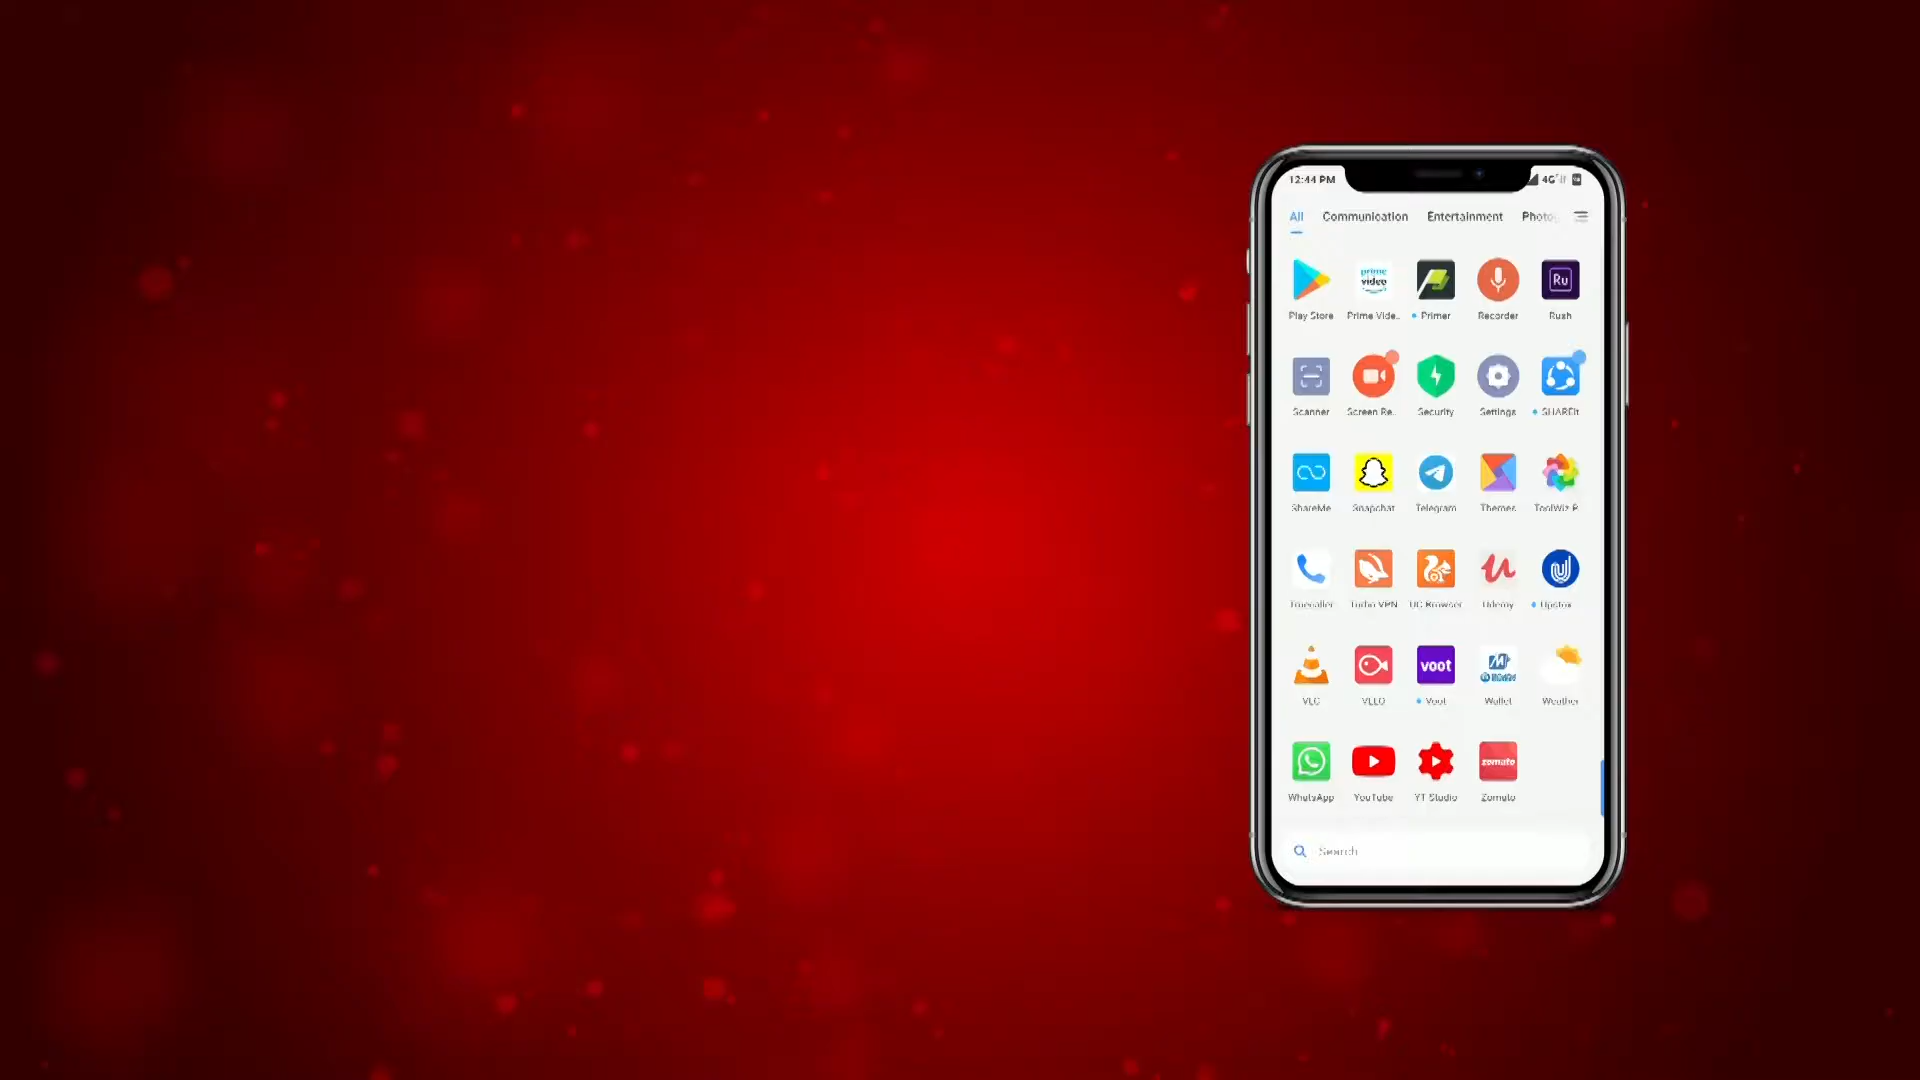 12:44 PM 4G
All Communication Entertainment Photo
prime video Ru
Play Store Prime Vide.. Primer Recorder Rush
Scanner Screen Re.. Security Settings SHAREit
ShareMe Snapchat Telegram Themes ToolWiz P
Truecaller Turbo VPN UC Browser Udemy Upstox
voot
VLC VLLO Voot Wallet Weather
zomato
WhatsApp YouTube YT Studio Zomato
Search